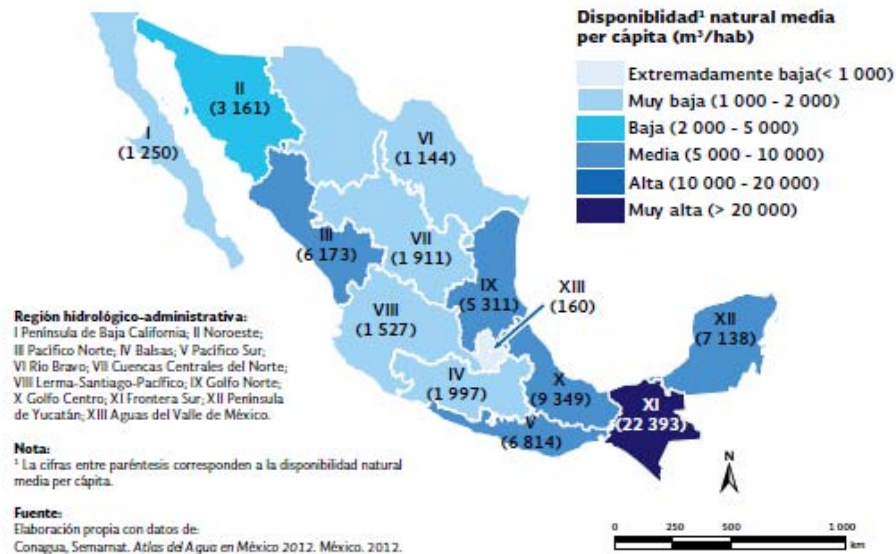 Disponiblidad¹ natural media
per cápita (m³/hab)
Extremadamente baja(< 1 000)
Muy baja (1 000 - 2 000)
Baja (2 000 - 5 000)
Media (5 000 - 10 000)
Alta (10 000 - 20 000)
Muy alta (> 20 000)
II
(3 161)
I
(1 250)
VI
(1 144)
III
(6 173)
VII
(1 911)
IX
(5 311)
XIII
(160)
VIII
(1 527)
XII
(7 138)
IV
(1 997)
X
(9 349)
XI
(22 393)
V
(6 814)
Región hidrológico-administrativa:
I Península de Baja California; II Noroeste;
III Pacífico Norte; IV Balsas; V Pacífico Sur;
VI Río Bravo; VII Cuencas Centrales del Norte;
VIII Lerma-Santiago-Pacífico; IX Golfo Norte;
X Golfo Centro; XI Frontera Sur; XII Península
de Yucatán; XIII Aguas del Valle de México.
Nota:
¹ La cifras entre paréntesis corresponden a la disponibilidad natural
media per cápita.
Fuente:
Elaboración propia con datos de:
Conagua, Semarnat. Atlas del Agua en México 2012. México. 2012.
N
0 250 500 1 000
km